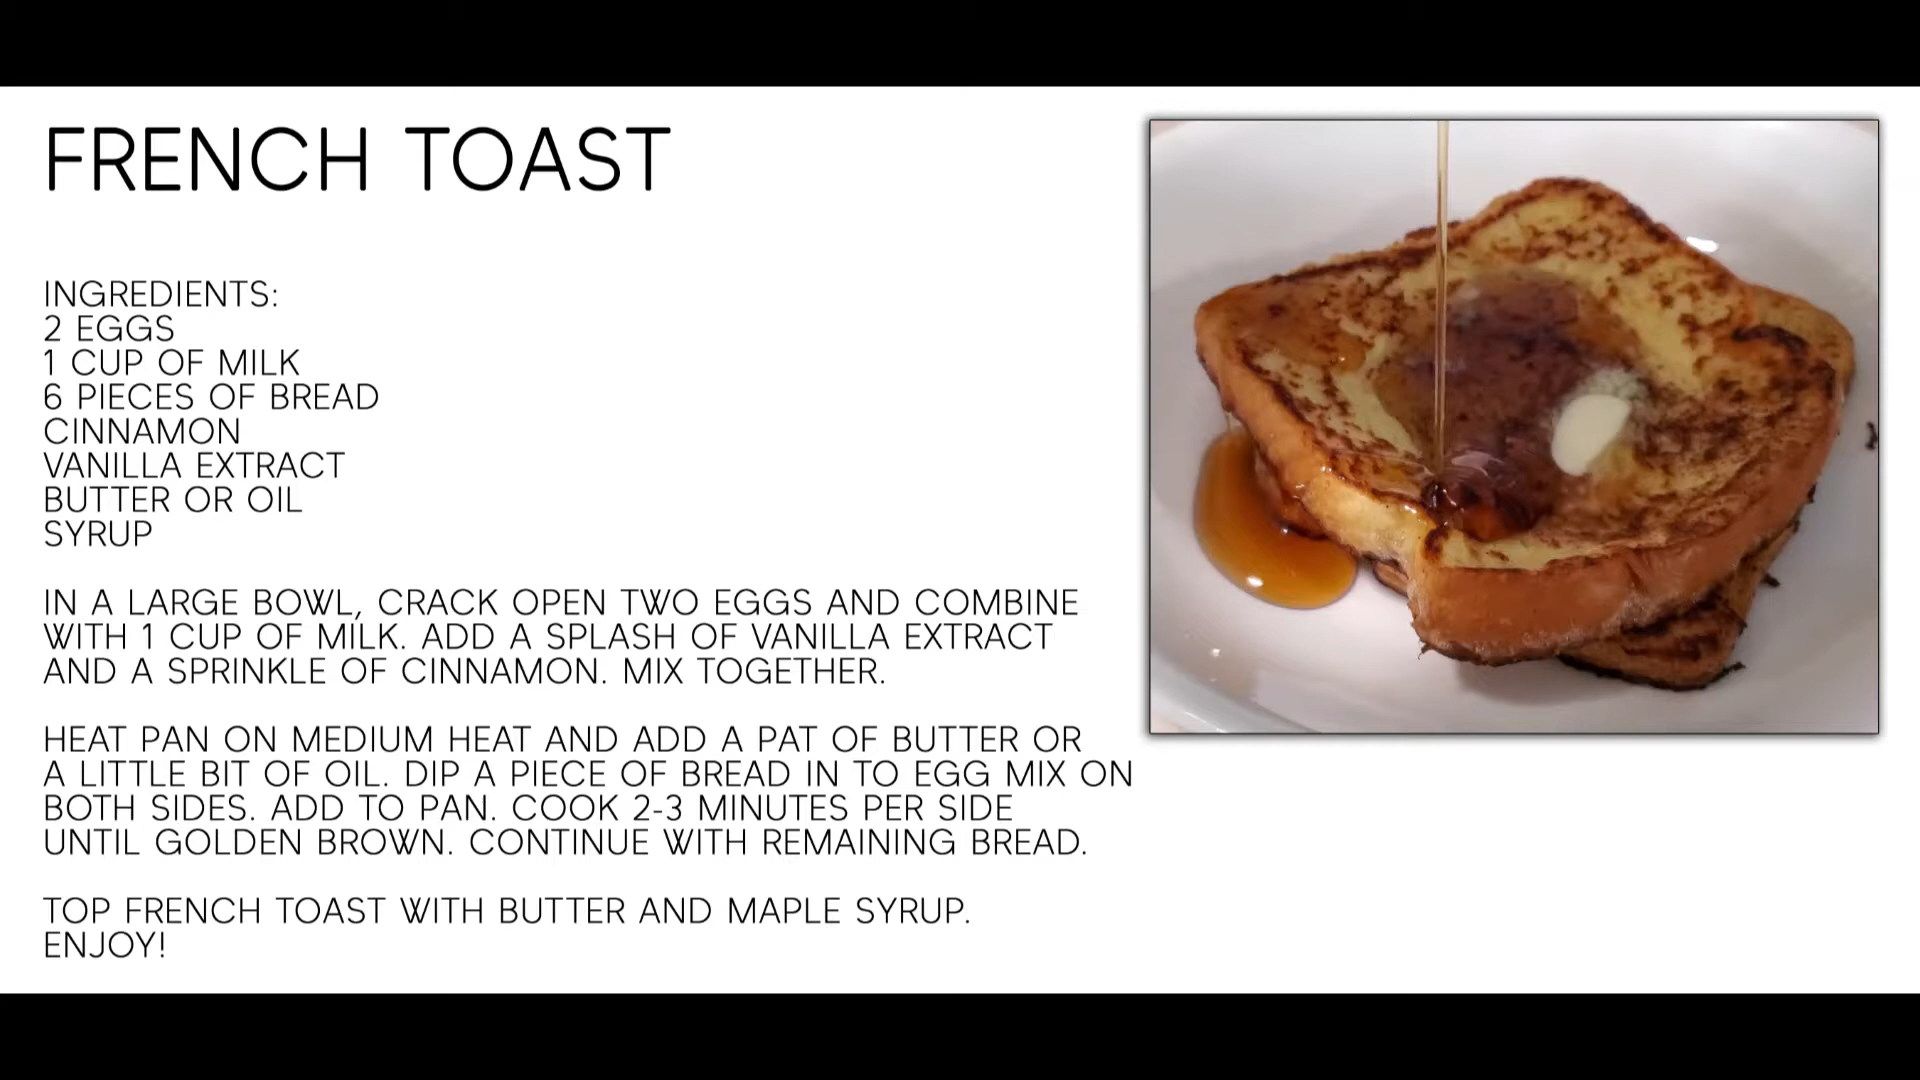 FRENCH TOAST
INGREDIENTS:
2 EGGS
1 CUP OF MILK
6 PIECES OF BREAD
CINNAMON
VANILLA EXTRACT
BUTTER OR OIL
SYRUP
IN A LARGE BOWL, CRACK OPEN TWO EGGS AND COMBINE
WITH 1 CUP OF MILK. ADD A SPLASH OF VANILLA EXTRACT
AND A SPRINKLE OF CINNAMON. MIX TOGETHER.
HEAT PAN ON MEDIUM HEAT AND ADD A PAT OF BUTTER OR
A LITTLE BIT OF OIL. DIP A PIECE OF BREAD IN TO EGG MIX ON
BOTH SIDES. ADD TO PAN. COOK 2-3 MINUTES PER SIDE
UNTIL GOLDEN BROWN. CONTINUE WITH REMAINING BREAD.
TOP FRENCH TOAST WITH BUTTER AND MAPLE SYRUP.
ENJOY!